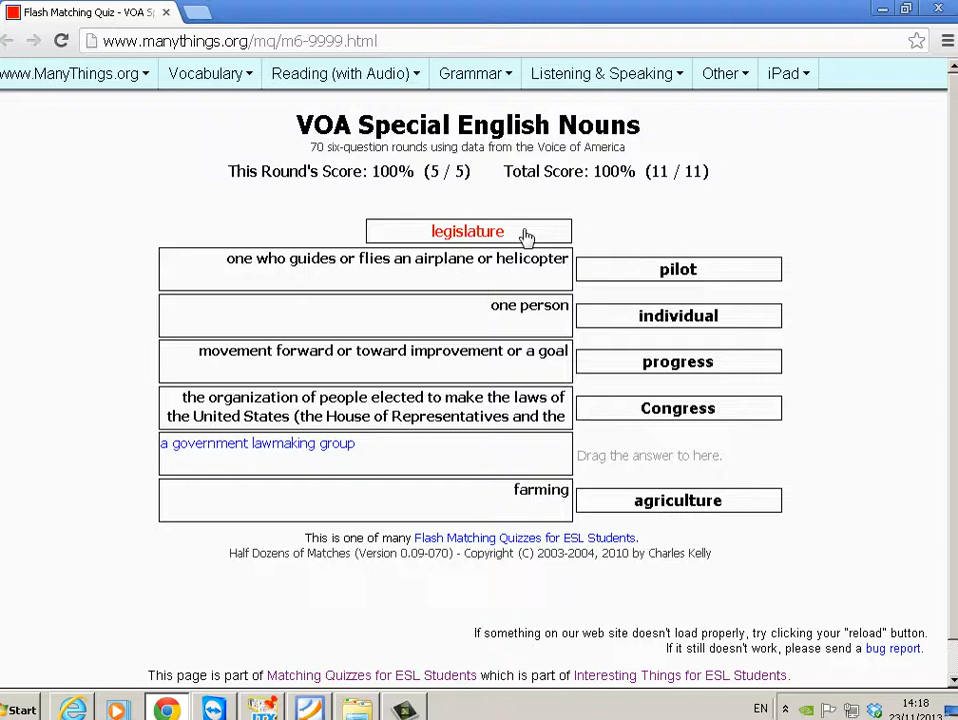 Flash Matching Quiz - VOA S
www.manythings.org/mq/m6-9999.html
www.ManyThings.org Vocabulary Reading (with Audio) Grammar Listening & Speaking Other iPad
VOA Special English Nouns
70 six-question rounds using data from the Voice of America
This Round's Score: 100% (5 / 5) Total Score: 100% (11 / 11)
legislature
one who guides or flies an airplane or helicopter pilot
one person individual
movement forward or toward improvement or a goal progress
the organization of people elected to make the laws of
the United States (the House of Representatives and the Congress
a government lawmaking group Drag the answer to here.
farming agriculture
This is one of many Flash Matching Quizzes for ESL Students.
Half Dozens of Matches (Version 0.09-070) - Copyright (C) 2003-2004, 2010 by Charles Kelly
If something on our web site doesn't load properly, try clicking your "reload" button.
If it still doesn't work, please send a bug report.
This page is part of Matching Quizzes for ESL Students which is part of Interesting Things for ESL Students.
Start EN 14:18
23/11/2013